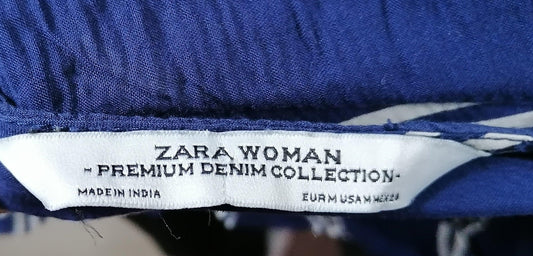 ZARA WOMAN
- PREMIUM DENIM COLLECTION -
MADE IN INDIA EUR M USA M MEX 28